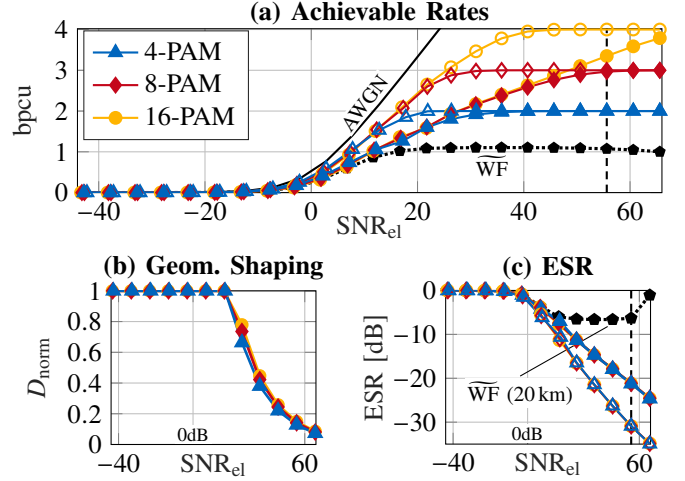 (a) Achievable Rates
bpcu
4
3
2
1
0
4-PAM
8-PAM
16-PAM
AWGN
W̃F̃
−40
−20
0
20
40
60
SNRel
(b) Geom. Shaping
Dnorm
1
0.8
0.6
0.4
0.2
0
0dB
−40
60
SNRel
(c) ESR
ESR [dB]
0
−10
−20
−30
W̃F̃ (20 km)
0dB
−40
60
SNRel